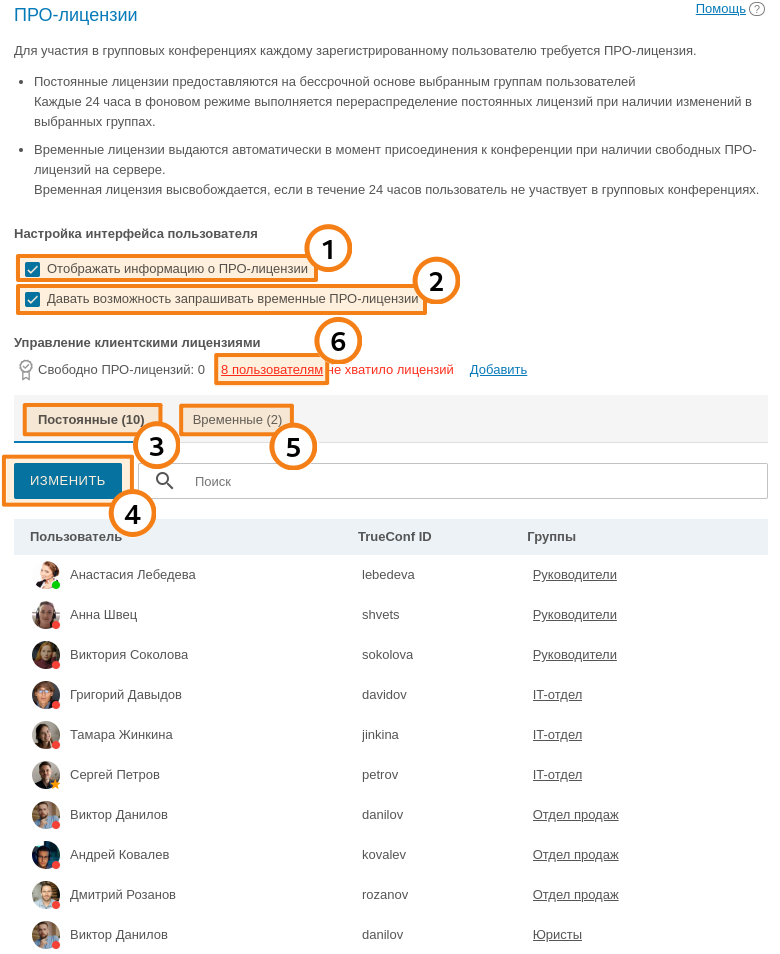 ПРО-лицензии
Помощь ?
Для участия в групповых конференциях каждому зарегистрированному пользователю требуется ПРО-лицензия.
• Постоянные лицензии предоставляются на бессрочной основе выбранным группам пользователей
Каждые 24 часа в фоновом режиме выполняется перераспределение постоянных лицензий при наличии изменений в
выбранных группах.
• Временные лицензии выдаются автоматически в момент присоединения к конференции при наличии свободных ПРО-
лицензий на сервере.
Временная лицензия высвобождается, если в течение 24 часов пользователь не участвует в групповых конференциях.
Настройка интерфейса пользователя
1
Отображать информацию о ПРО-лицензии
2
Давать возможность запрашивать временные ПРО-лицензии
Управление клиентскими лицензиями
6
Свободно ПРО-лицензий: 0 8 пользователям не хватило лицензий Добавить
Постоянные (10) Временные (2)
3 5
ИЗМЕНИТЬ Поиск
4
Пользователь TrueConf ID Группы
Анастасия Лебедева lebedeva Руководители
Анна Швец shvets Руководители
Виктория Соколова sokolova Руководители
Григорий Давыдов davidov IT-отдел
Тамара Жинкина jinkina IT-отдел
Сергей Петров petrov IT-отдел
Виктор Данилов danilov Отдел продаж
Андрей Ковалев kovalev Отдел продаж
Дмитрий Розанов rozanov Отдел продаж
Виктор Данилов danilov Юристы